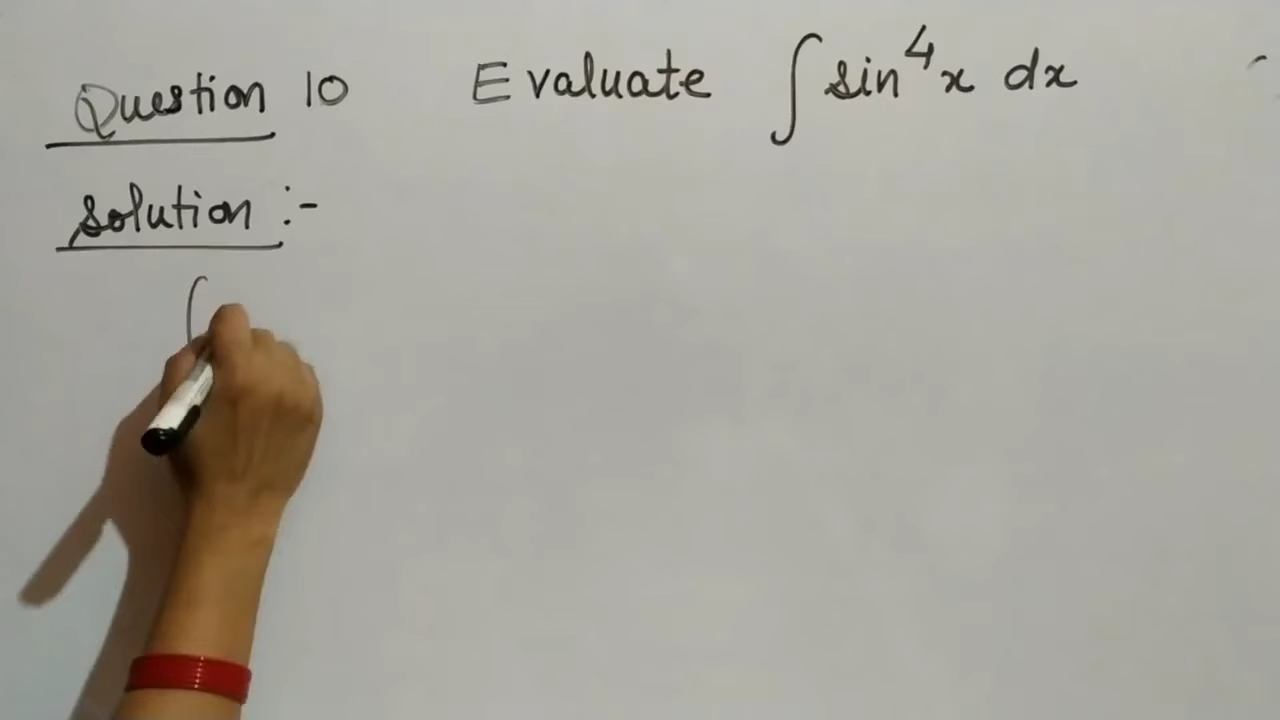 Question 10 Evaluate ∫ sin⁴x dx
solution :-
∫